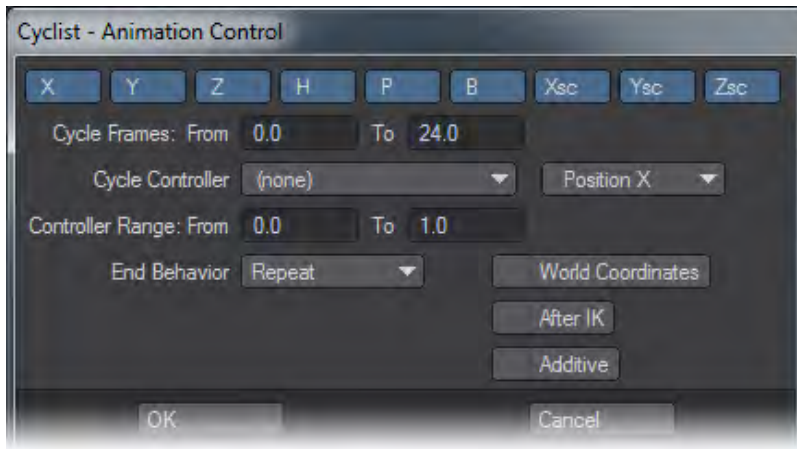 Cyclist - Animation Control
X Y Z H P B Xsc Ysc Zsc
Cycle Frames: From 0.0 To 24.0
Cycle Controller (none) Position X
Controller Range: From 0.0 To 1.0
End Behavior Repeat World Coordinates
After IK
Additive
OK Cancel